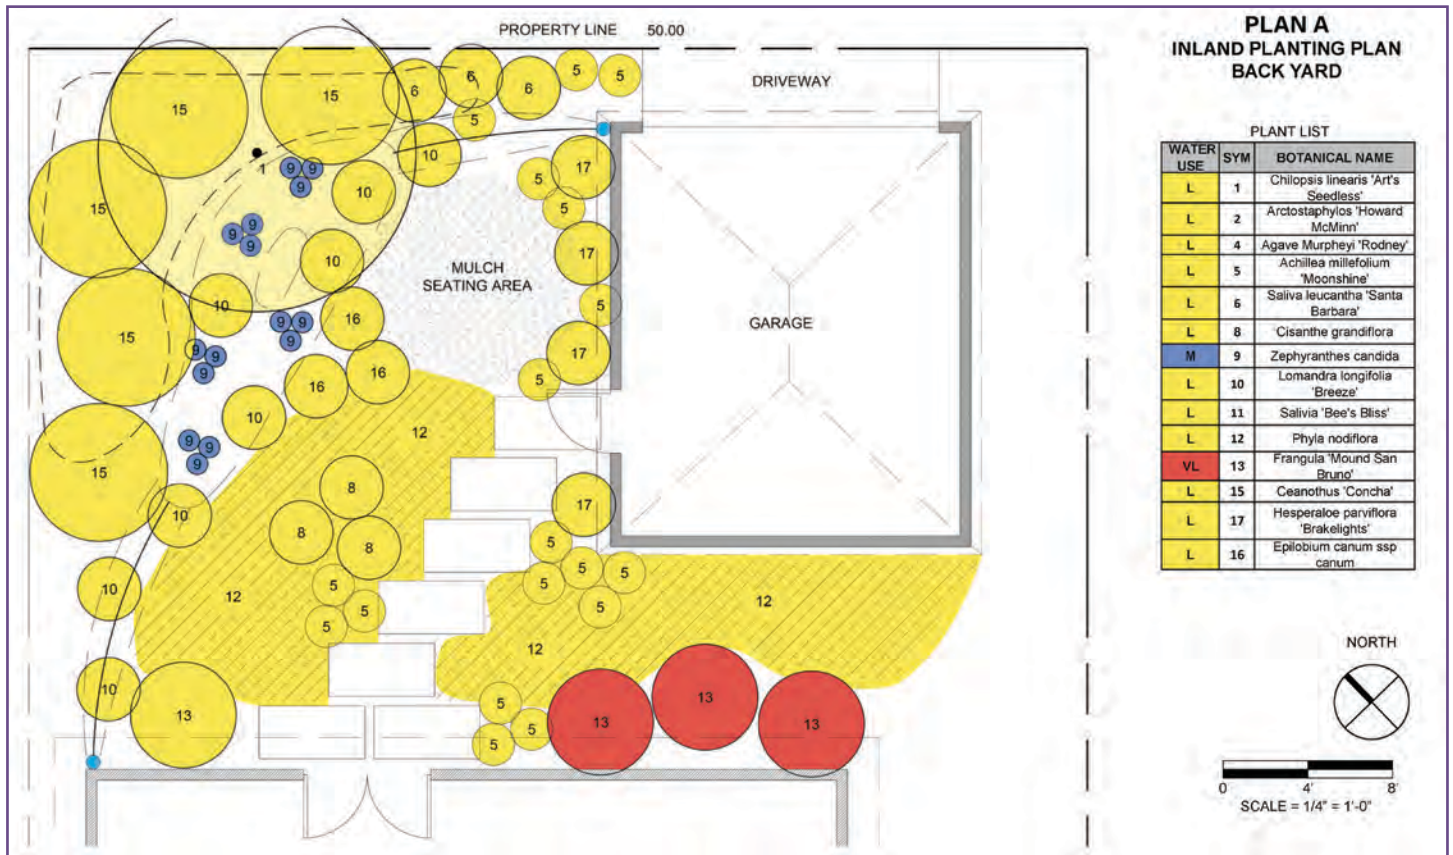 PROPERTY LINE 50.00
PLAN A
INLAND PLANTING PLAN
BACK YARD
DRIVEWAY
15
15
6
6
6
5
5
5
10
1
9
9
9
10
5
17
5
15
9
9
9
10
17
MULCH
SEATING AREA
10
5
16
9
9
9
GARAGE
15
9
9
9
17
16
16
5
10
12
9
9
9
15
8
17
10
8
8
5
5
5
5
5
10
12
5
5
5
12
12
10
13
5
5
5
13
13
13
PLANT LIST
WATER USE SYM BOTANICAL NAME
L 1 Chilopsis linearis 'Art's
Seedless'
L 2 Arctostaphylos 'Howard
McMinn'
L 4 Agave Murpheyi 'Rodney'
L 5 Achillea millefolium
'Moonshine'
L 6 Saliva leucantha 'Santa
Barbara'
L 8 Cisanthe grandiflora
M 9 Zephyranthes candida
L 10 Lomandra longifolia
'Breeze'
L 11 Salivia 'Bee's Bliss'
L 12 Phyla nodiflora
VL 13 Frangula 'Mound San
Bruno'
L 15 Ceanothus 'Concha'
L 17 Hesperaloe parviflora
'Brakelights'
L 16 Epilobium canum ssp
canum
NORTH
0 4' 8'
SCALE = 1/4" = 1'-0"